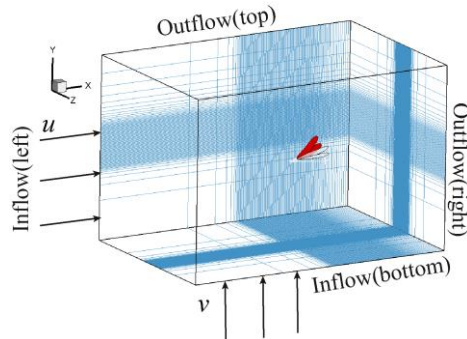 Outflow(top)
Y
X
Z
u
Inflow(left)
Outflow(right)
Inflow(bottom)
v